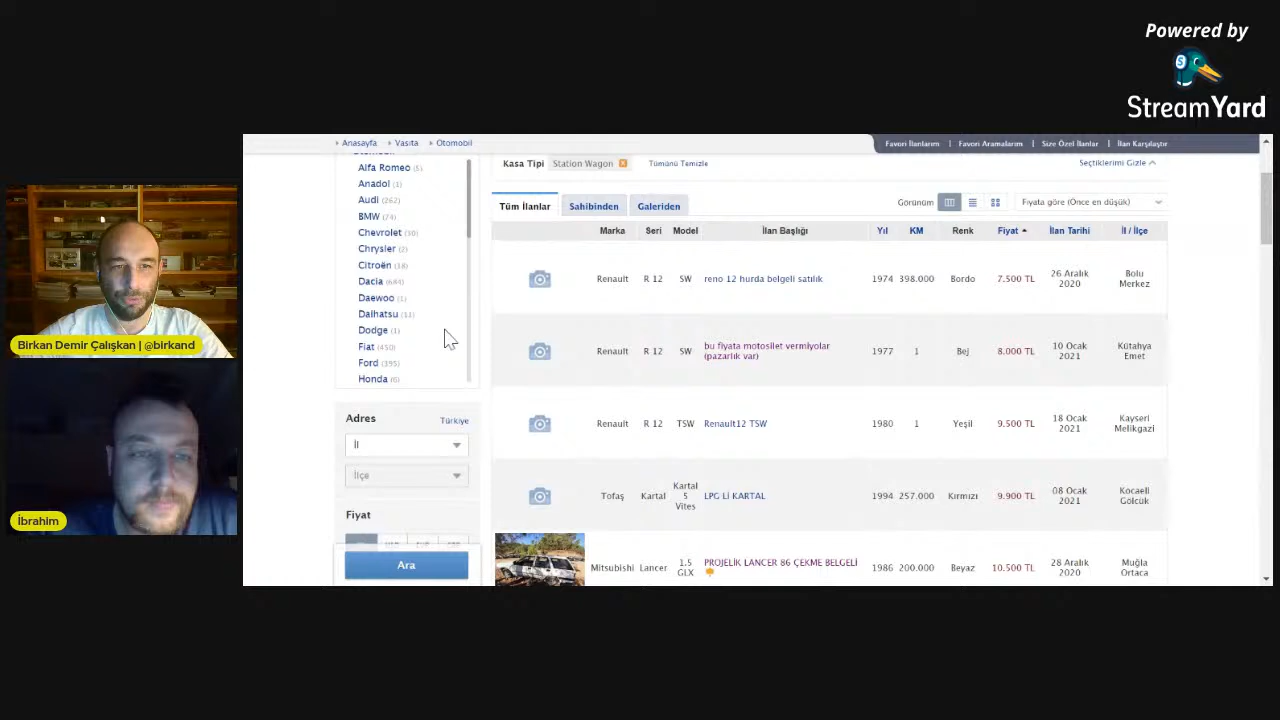 Powered by
StreamYard
Anasayfa Vasıta Otomobil
Favori İlanlarım | Favori Aramalarım | Size Özel İlanlar | İlan Karşılaştır
Kasa Tipi Station Wagon Tümünü Temizle Seçtiklerimi Gizle
Alfa Romeo (5)
Anadol (1)
Audi (262)
BMW (74)
Chevrolet (30)
Chrysler (2)
Citroën (38)
Dacia (684)
Daewoo (1)
Daihatsu (11)
Dodge (1)
Fiat (450)
Ford (395)
Honda (6)
Adres Türkiye
İl
İlçe
Fiyat
Ara
Tüm İlanlar Sahibinden Galeriden Görünüm Fiyata göre (Önce en düşük)
Marka Seri Model İlan Başlığı Yıl KM Renk Fiyat İlan Tarihi İl / İlçe
Renault R 12 SW reno 12 hurda belgeli satılık 1974 398.000 Bordo 7.500 TL 26 Aralık 2020 Bolu Merkez
Renault R 12 SW bu fiyata motosilet vermiyolar (pazarlık var) 1977 1 Bej 8.000 TL 10 Ocak 2021 Kütahya Emet
Renault R 12 TSW Renault12 TSW 1980 1 Yeşil 9.500 TL 18 Ocak 2021 Kayseri Melikgazi
Tofaş Kartal Kartal 5 Vites LPG Lİ KARTAL 1994 257.000 Kırmızı 9.900 TL 08 Ocak 2021 Kocaeli Gölcük
Mitsubishi Lancer 1.5 GLX PROJELİK LANCER 86 ÇEKME BELGELİ 1986 200.000 Beyaz 10.500 TL 28 Aralık 2020 Muğla Ortaca
Birkan Demir Çalışkan | @birkand
İbrahim